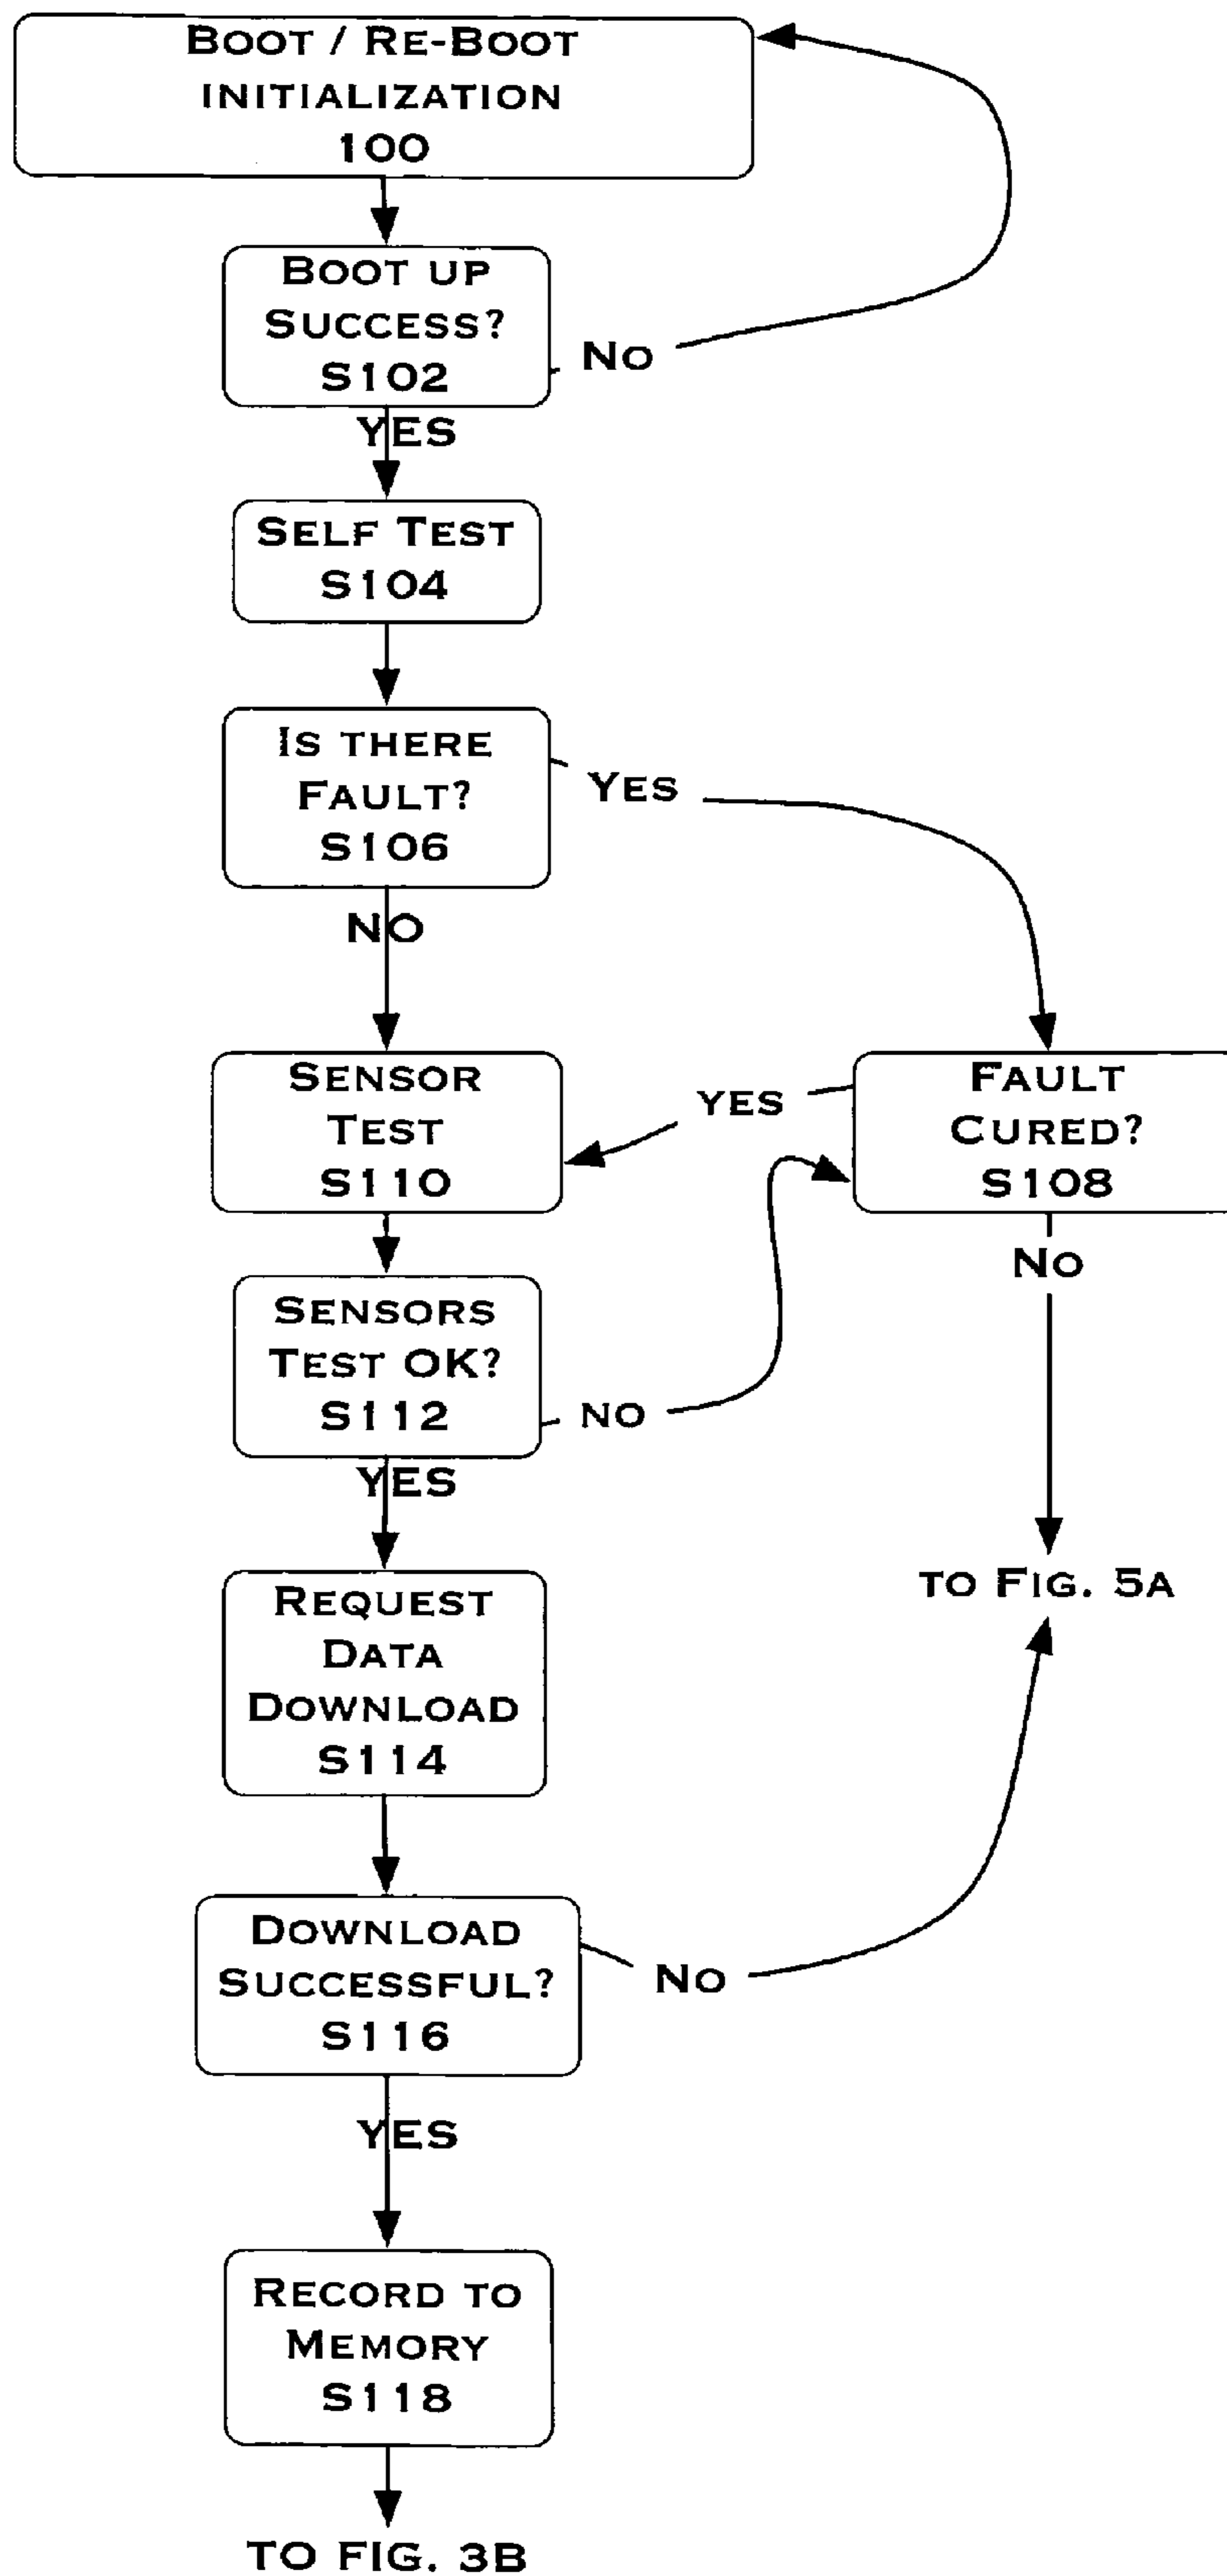 BOOT / RE-BOOT
INITIALIZATION
100
BOOT UP
SUCCESS?
S102
NO
YES
SELF TEST
S104
IS THERE
FAULT?
S106
YES
NO
SENSOR
TEST
S110
YES
FAULT
CURED?
S108
NO
SENSORS
TEST OK?
S112
NO
YES
REQUEST
DATA
DOWNLOAD
S114
TO FIG. 5A
DOWNLOAD
SUCCESSFUL?
S116
NO
YES
RECORD TO
MEMORY
S118
TO FIG. 3B